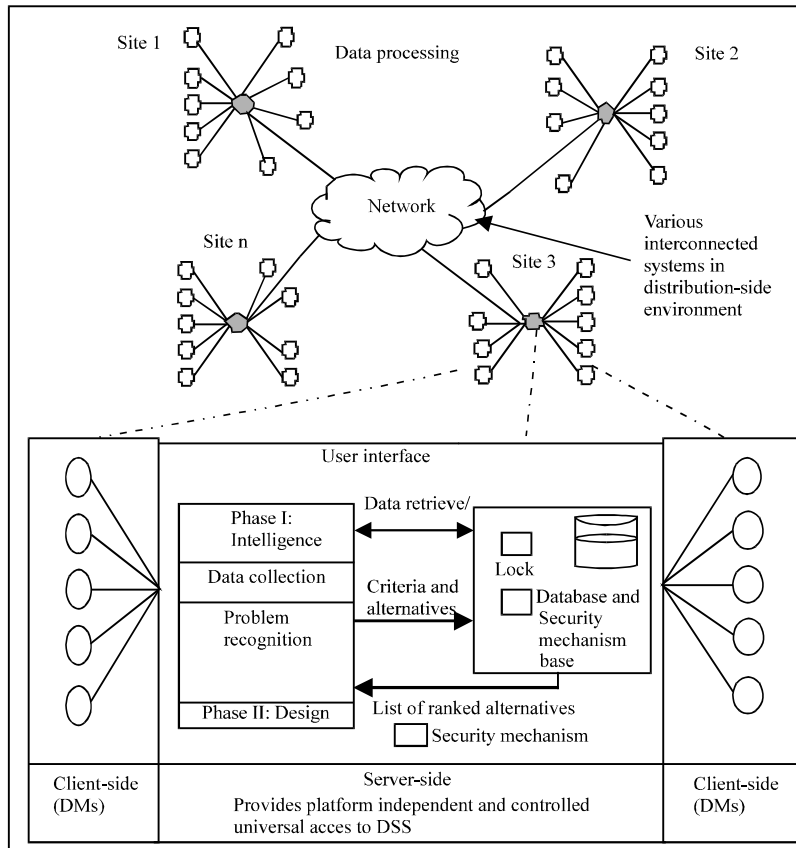 Site 1
Data processing
Site 2
Network
Site n
Site 3
Various
interconnected
systems in
distribution-side
environment
User interface
Phase I:
Intelligence
Data collection
Problem
recognition
Phase II: Design
Data retrieve/
Criteria and
alternatives
Lock
Database and
Security
mechanism
base
List of ranked alternatives
Security mechanism
Client-side
(DMs)
Server-side
Provides platform independent and controlled
universal acces to DSS
Client-side
(DMs)